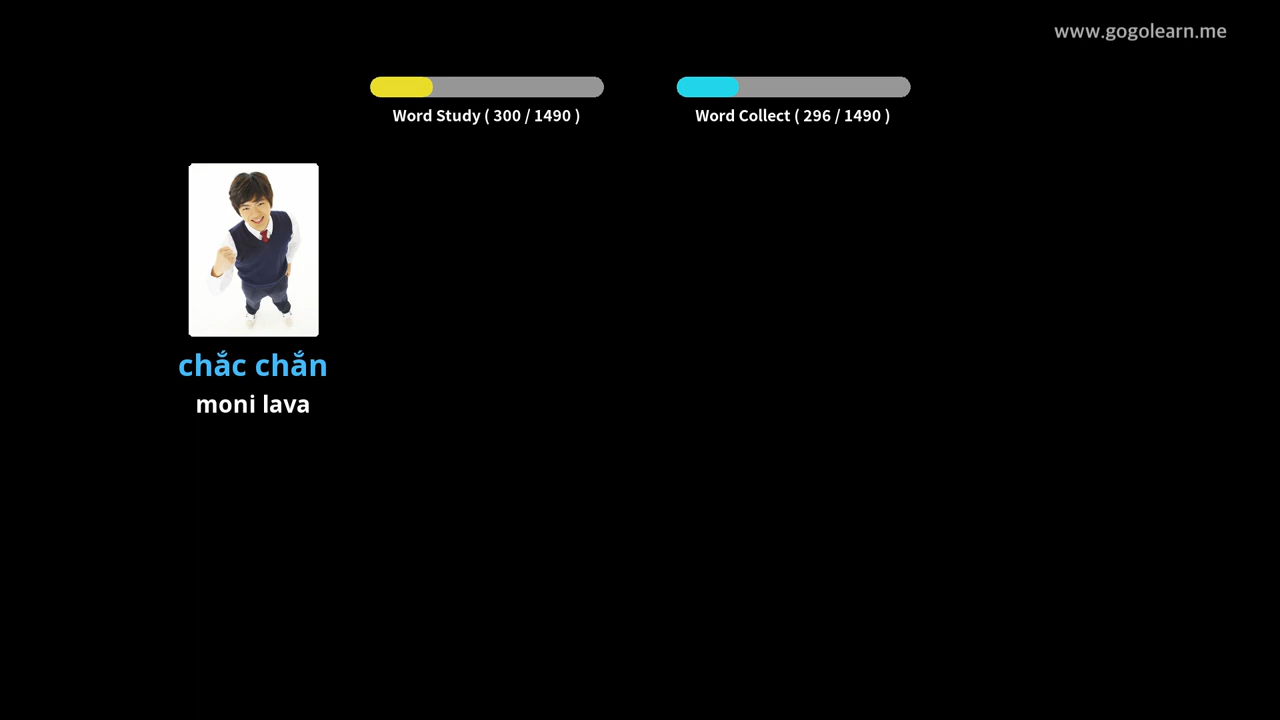 www.gogolearn.me
Word Study ( 300 / 1490 )
Word Collect ( 296 / 1490 )
chắc chắn
moni lava